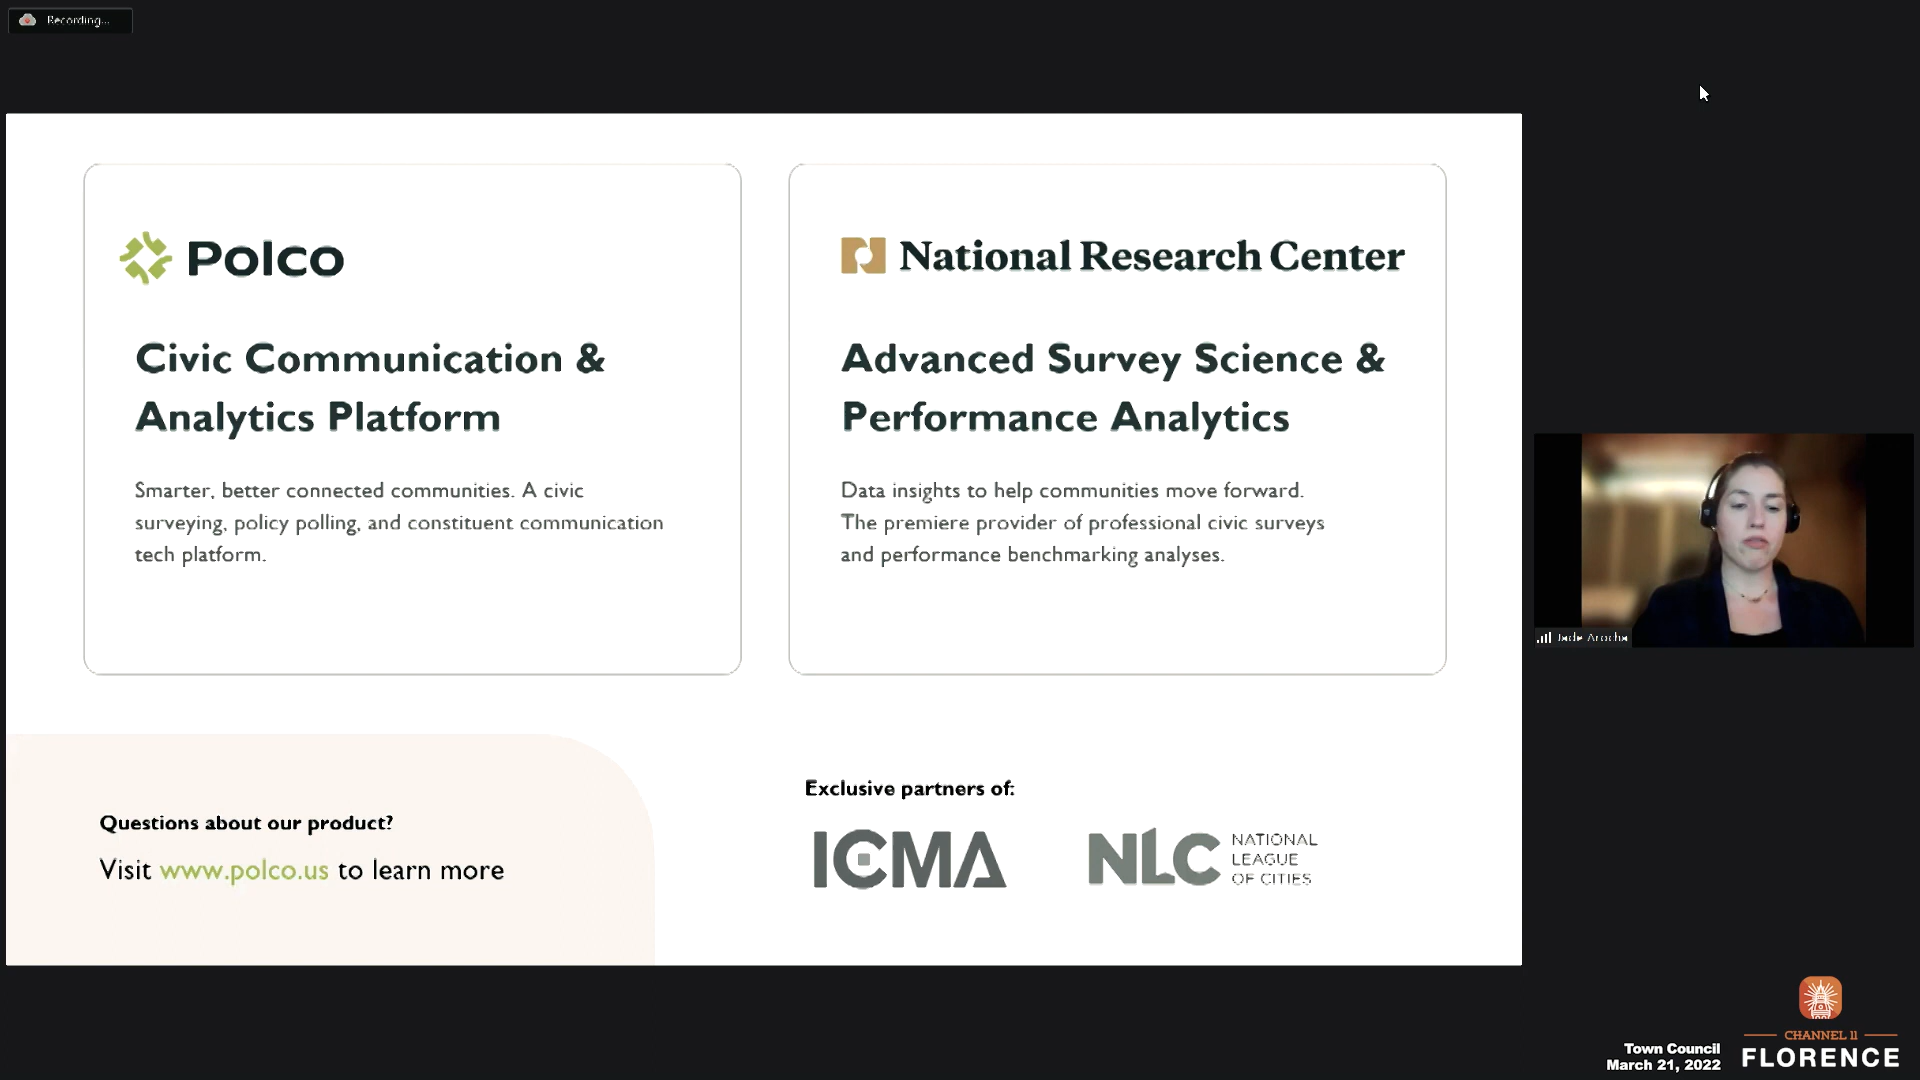 Recording...
Polco
Civic Communication &
Analytics Platform
Smarter, better connected communities. A civic
surveying, policy polling, and constituent communication
tech platform.
National Research Center
Advanced Survey Science &
Performance Analytics
Data insights to help communities move forward.
The premiere provider of professional civic surveys
and performance benchmarking analyses.
Questions about our product?
Visit www.polco.us to learn more
Exclusive partners of:
ICMA
NLC
NATIONAL
LEAGUE
OF CITIES
Jade Arocha
Town Council
March 21, 2022
CHANNEL 11
FLORENCE